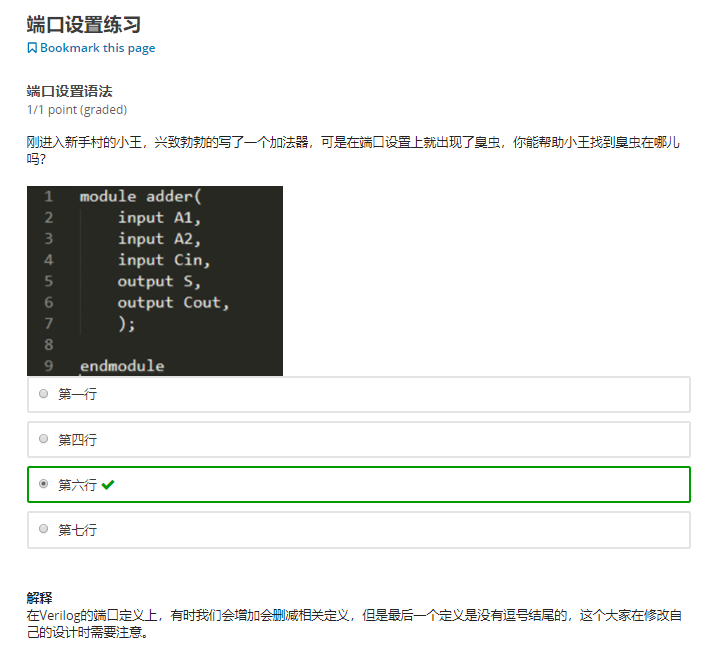 端口设置练习
Bookmark this page
端口设置语法
1/1 point (graded)
刚进入新手村的小王，兴致勃勃的写了一个加法器，可是在端口设置上就出现了臭虫，你能帮助小王找到臭虫在哪儿
吗？
1 module adder(
2 input A1,
3 input A2,
4 input Cin,
5 output S,
6 output Cout,
7 );
8
9 endmodule
第一行
第四行
第六行
第七行
解释
在Verilog的端口定义上，有时我们会增加会删减相关定义，但是最后一个定义是没有逗号结尾的，这个大家在修改自
己的设计时需要注意。